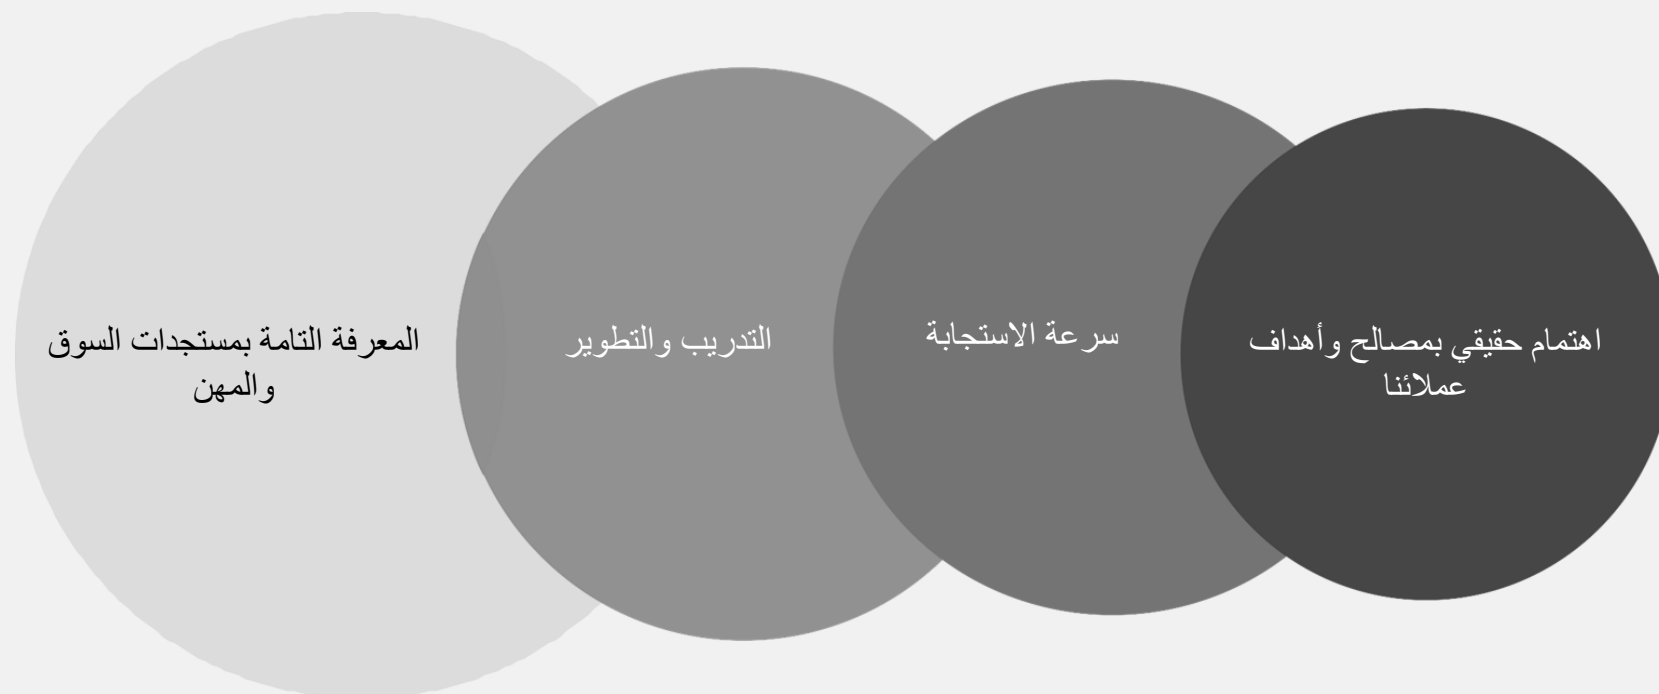 اهتمام حقيقي بمصالح وأهداف
عملائنا
سرعة الاستجابة
التدريب والتطوير
المعرفة التامة بمستجدات السوق
والمهن